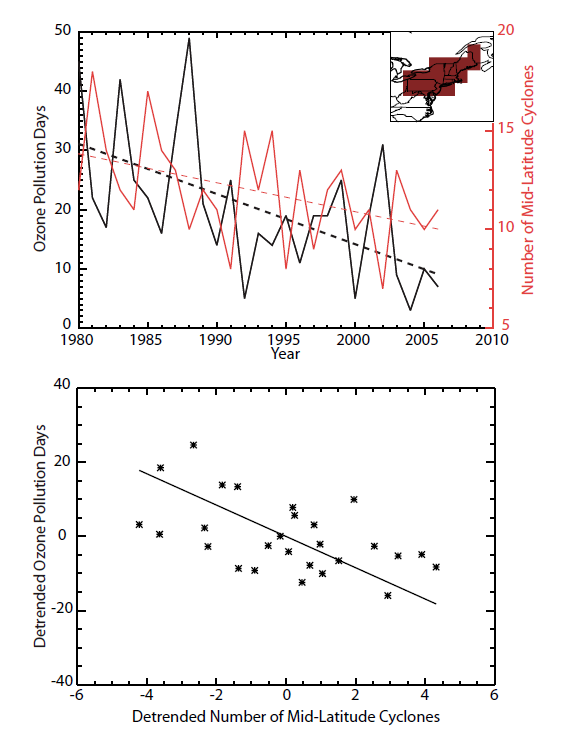 50
40
30
20
10
0
Ozone Pollution Days
20
15
10
5
Number of Mid-Latitude Cyclones
1980 1985 1990 1995 2000 2005 2010
Year
40
20
0
-20
-40
Detrended Ozone Pollution Days
-6 -4 -2 0 2 4 6
Detrended Number of Mid-Latitude Cyclones